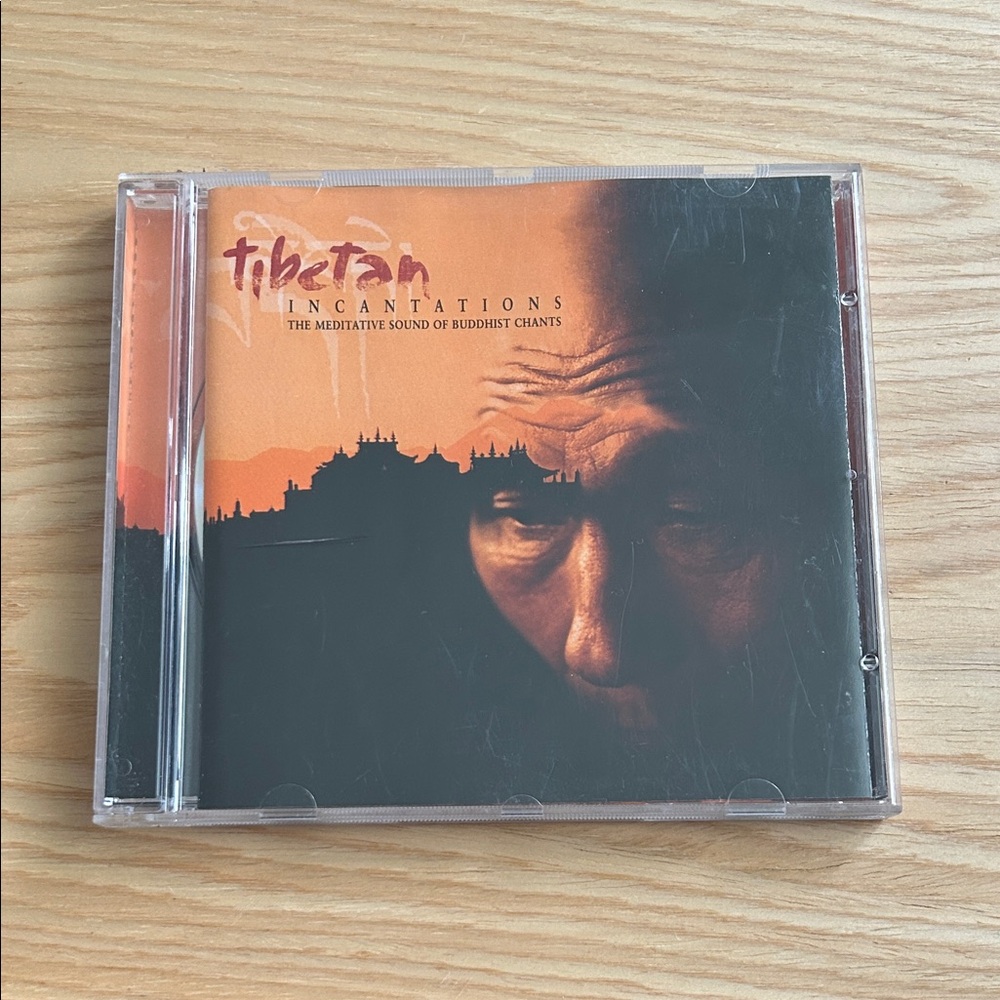 tibetan
INCANTATIONS
THE MEDITATIVE SOUND OF BUDDHIST CHANTS